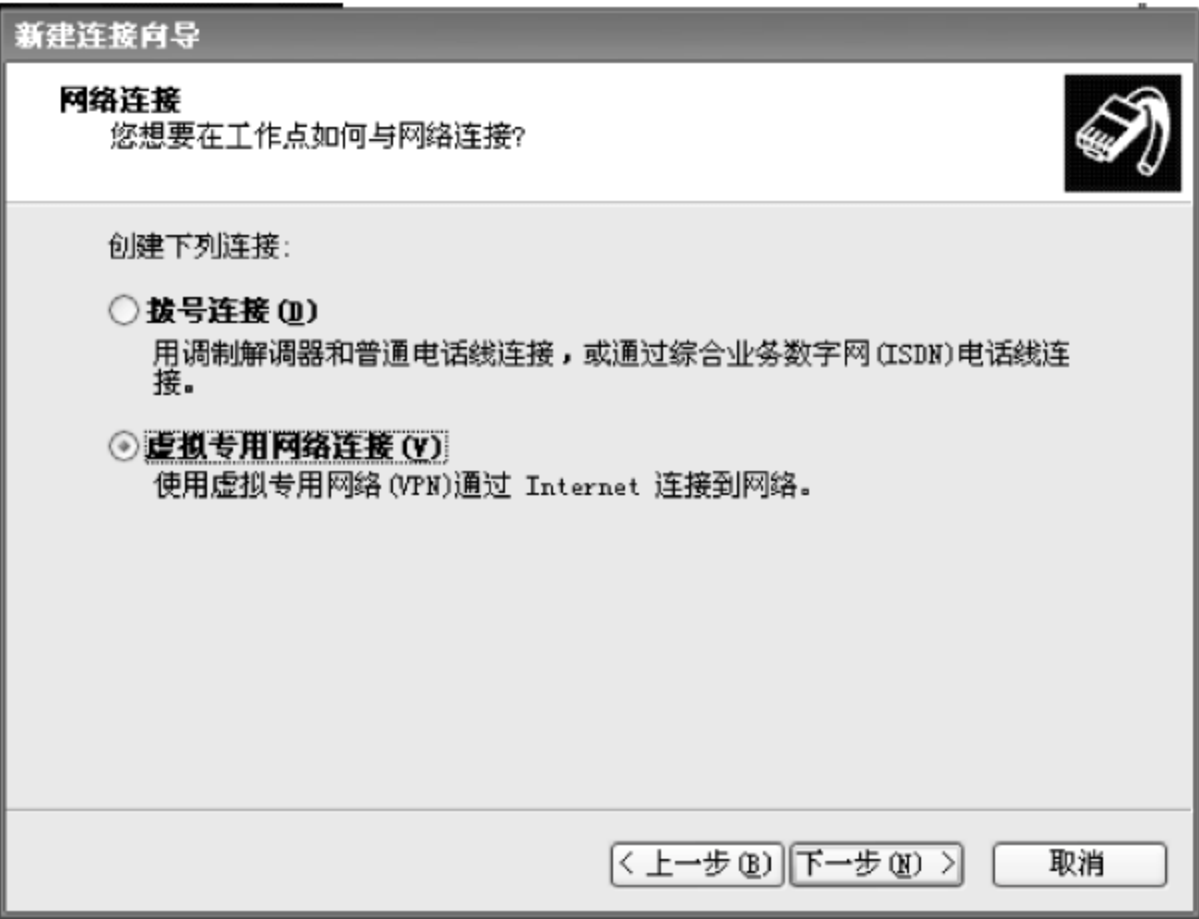 新建连接向导
网络连接
您想要在工作点如何与网络连接?
创建下列连接:
拨号连接(D)
用调制解调器和普通电话线连接，或通过综合业务数字网(ISDN)电话线连
接。
虚拟专用网络连接(V)
使用虚拟专用网络(VPN)通过 Internet 连接到网络。
< 上一步(B) 下一步(N) > 取消